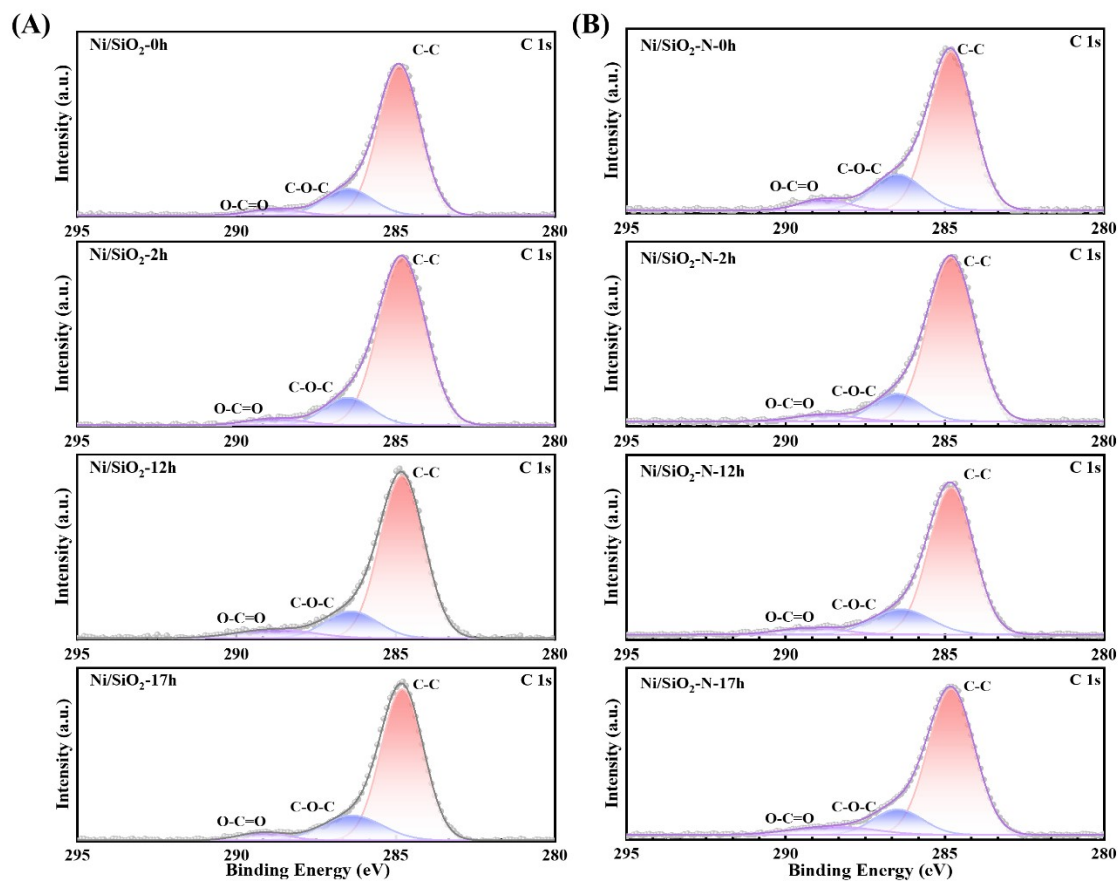 (A)
Ni/SiO₂-0h
C 1s
C-C
C-O-C
O-C=O
Intensity (a.u.)
295 290 285 280
Ni/SiO₂-2h
C 1s
C-C
C-O-C
O-C=O
Intensity (a.u.)
295 290 285 280
Ni/SiO₂-12h
C 1s
C-C
C-O-C
O-C=O
Intensity (a.u.)
295 290 285 280
Ni/SiO₂-17h
C 1s
C-C
C-O-C
O-C=O
Intensity (a.u.)
295 290 285 280
Binding Energy (eV)
(B)
Ni/SiO₂-N-0h
C 1s
C-C
C-O-C
O-C=O
Intensity (a.u.)
295 290 285 280
Ni/SiO₂-N-2h
C 1s
C-C
C-O-C
O-C=O
Intensity (a.u.)
295 290 285 280
Ni/SiO₂-N-12h
C 1s
C-C
C-O-C
O-C=O
Intensity (a.u.)
295 290 285 280
Ni/SiO₂-N-17h
C 1s
C-C
C-O-C
O-C=O
Intensity (a.u.)
295 290 285 280
Binding Energy (eV)